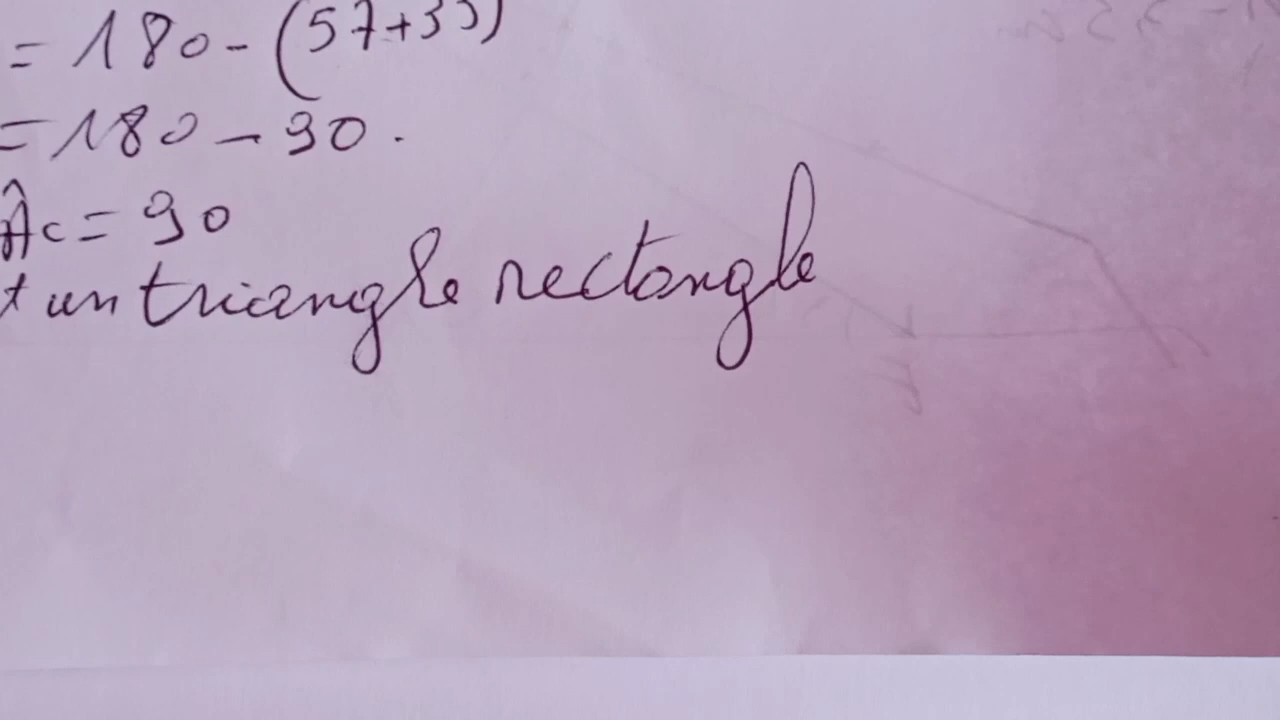 = 180 - (57+33)
= 180 - 90.
Âc = 90
un triangle rectangle